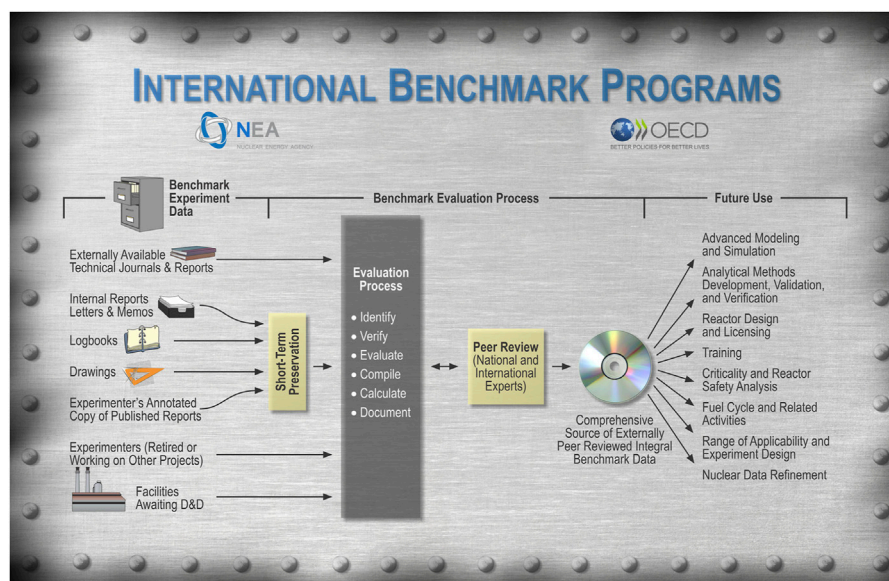 INTERNATIONAL BENCHMARK PROGRAMS
NEA
NUCLEAR ENERGY AGENCY
OECD
BETTER POLICIES FOR BETTER LIVES
Benchmark
Experiment
Data
Benchmark Evaluation Process
Future Use
Externally Available
Technical Journals & Reports
Internal Reports
Letters & Memos
Logbooks
Drawings
Experimenter's Annotated
Copy of Published Reports
Experimenters (Retired or
Working on Other Projects)
Facilities
Awaiting D&D
Short-Term
Preservation
Evaluation
Process
• Identify
• Verify
• Evaluate
• Compile
• Calculate
• Document
Peer Review
(National and
International
Experts)
Comprehensive
Source of Externally
Peer Reviewed Integral
Benchmark Data
Advanced Modeling
and Simulation
Analytical Methods
Development, Validation,
and Verification
Reactor Design
and Licensing
Training
Criticality and Reactor
Safety Analysis
Fuel Cycle and Related
Activities
Range of Applicability and
Experiment Design
Nuclear Data Refinement